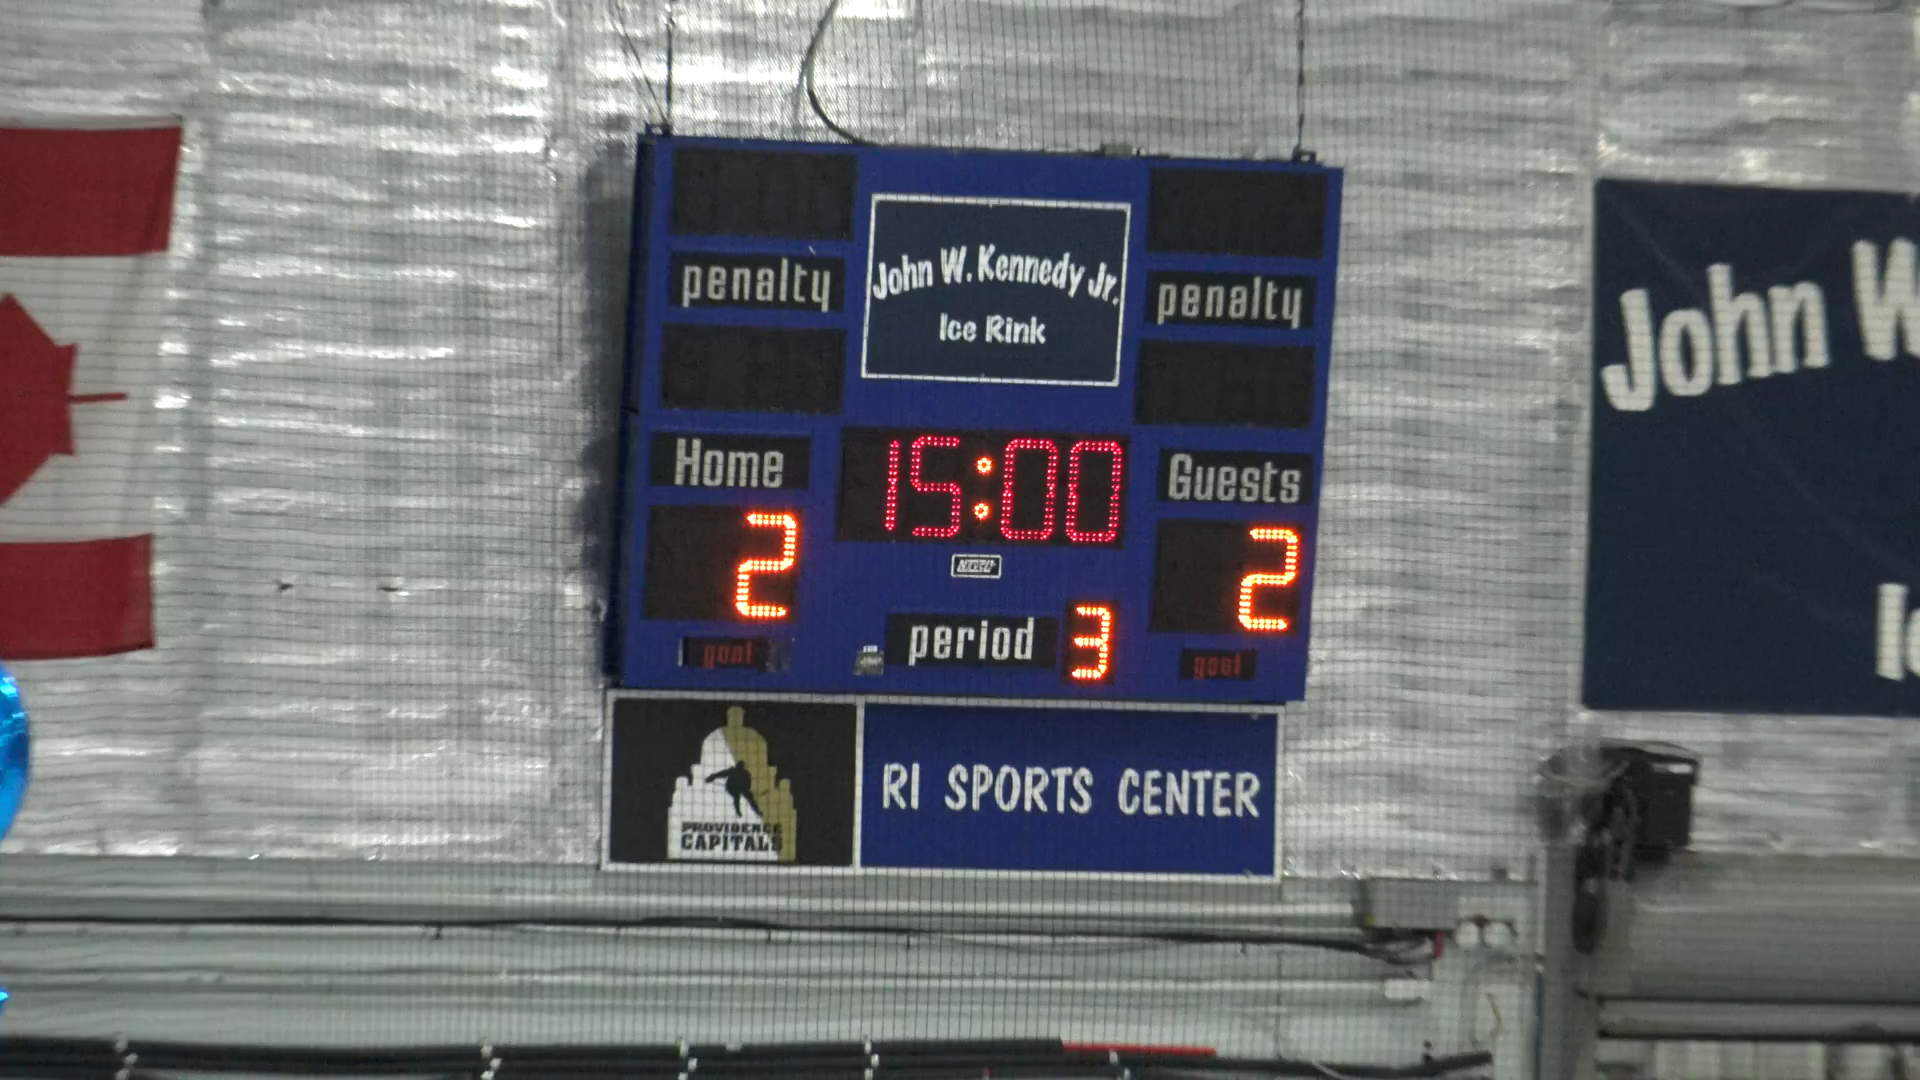 John W. Kennedy Jr.
Ice Rink
penalty
penalty
Home
15:00
Guests
2
2
period 3
goal
goal
PROVIDENCE
CAPITALS
RI SPORTS CENTER
John W